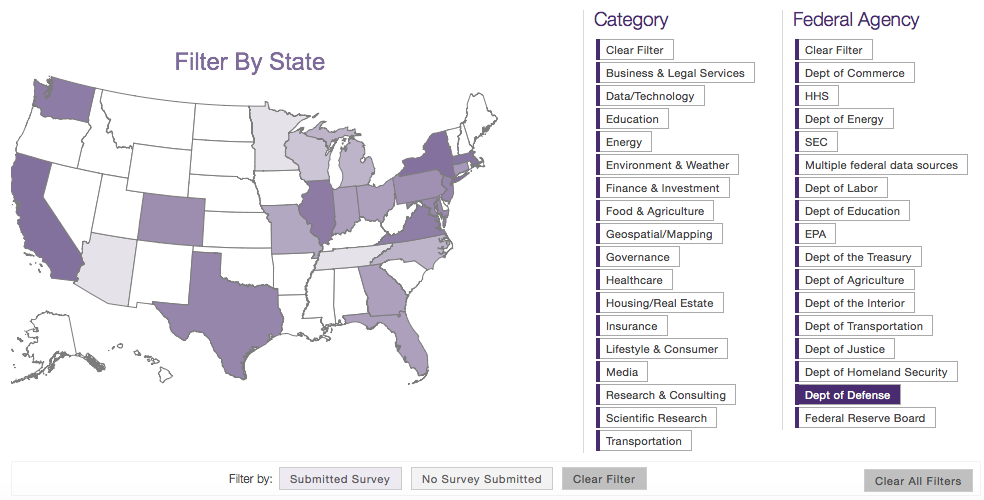 Filter By State
Category
Clear Filter
Business & Legal Services
Data/Technology
Education
Energy
Environment & Weather
Finance & Investment
Food & Agriculture
Geospatial/Mapping
Governance
Healthcare
Housing/Real Estate
Insurance
Lifestyle & Consumer
Media
Research & Consulting
Scientific Research
Transportation
Federal Agency
Clear Filter
Dept of Commerce
HHS
Dept of Energy
SEC
Multiple federal data sources
Dept of Labor
Dept of Education
EPA
Dept of the Treasury
Dept of Agriculture
Dept of the Interior
Dept of Transportation
Dept of Justice
Dept of Homeland Security
Dept of Defense
Federal Reserve Board
Filter by: Submitted Survey No Survey Submitted Clear Filter Clear All Filters